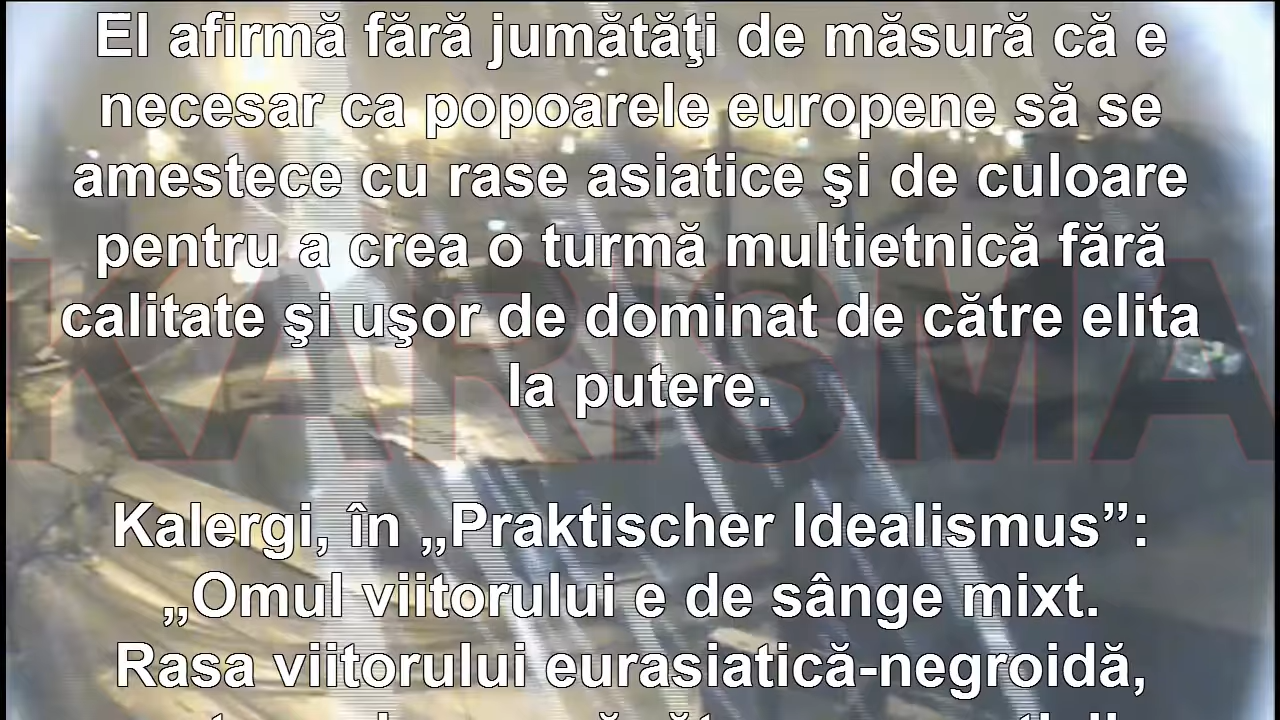 El afirmă fără jumătăţi de măsură că e
necesar ca popoarele europene să se
amestece cu rase asiatice şi de culoare
pentru a crea o turmă multietnică fără
calitate şi uşor de dominat de către elita
la putere.
KARISMA
Kalergi, în „Praktischer Idealismus”:
„Omul viitorului e de sânge mixt.
Rasa viitorului eurasiatică-negroidă,